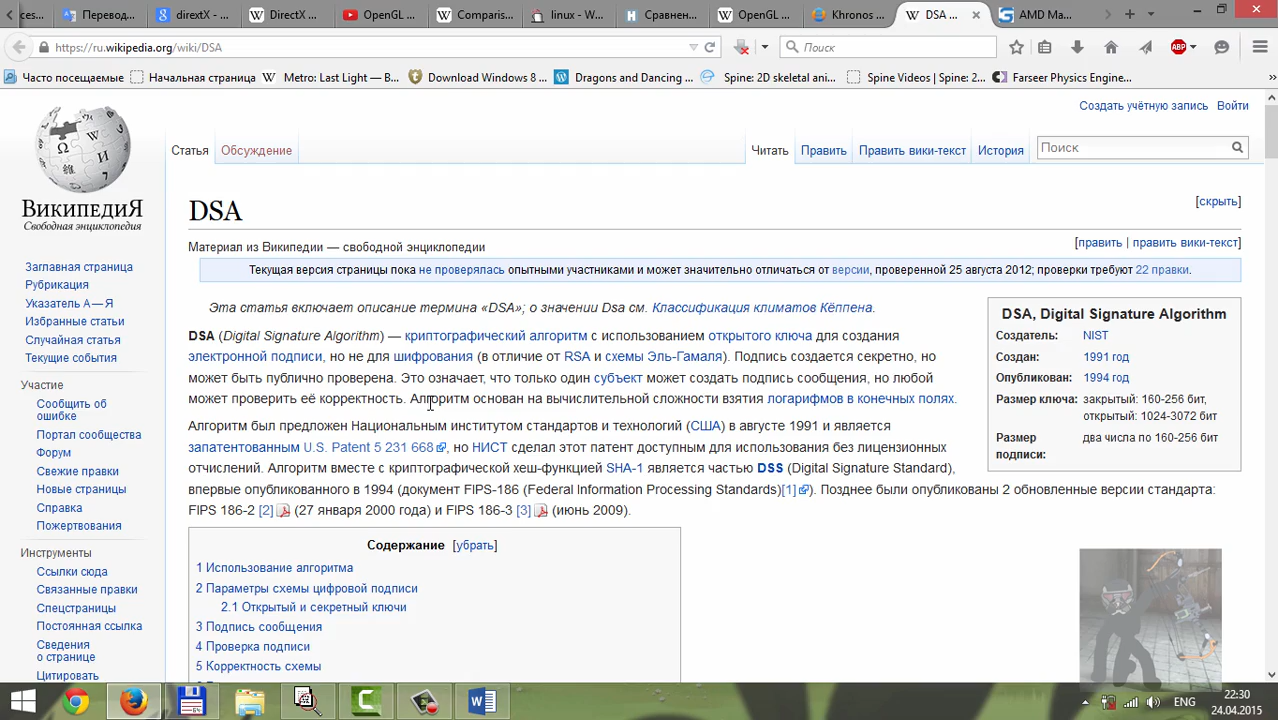 ces...
Перевод...
dirextX - ...
DirectX ...
OpenGL ...
Comparis...
linux - W...
Сравнен...
OpenGL ...
Khronos ...
DSA ...
AMD Ma...
https://ru.wikipedia.org/wiki/DSA
Поиск
ABP
Часто посещаемые
Начальная страница
Metro: Last Light — В...
Download Windows 8 ...
Dragons and Dancing ...
Spine: 2D skeletal ani...
Spine Videos | Spine: 2...
Farseer Physics Engine...
Создать учётную запись Войти
Статья Обсуждение Читать Править Править вики-текст История Поиск
ВикипедиЯ
Свободная энциклопедия
Заглавная страница
Рубрикация
Указатель А — Я
Избранные статьи
Случайная статья
Текущие события
Участие
Сообщить об
ошибке
Портал сообщества
Форум
Свежие правки
Новые страницы
Справка
Пожертвования
Инструменты
Ссылки сюда
Связанные правки
Спецстраницы
Постоянная ссылка
Сведения
о странице
Цитировать
DSA
[скрыть]
Материал из Википедии — свободной энциклопедии
[править | править вики-текст]
Текущая версия страницы пока не проверялась опытными участниками и может значительно отличаться от версии, проверенной 25 августа 2012; проверки требуют 22 правки.
Эта статья включает описание термина «DSA»; о значении Dsa см. Классификация климатов Кёппена.
DSA (Digital Signature Algorithm) — криптографический алгоритм с использованием открытого ключа для создания
электронной подписи, но не для шифрования (в отличие от RSA и схемы Эль-Гамаля). Подпись создается секретно, но
может быть публично проверена. Это означает, что только один субъект может создать подпись сообщения, но любой
может проверить её корректность. Алгоритм основан на вычислительной сложности взятия логарифмов в конечных полях.
Алгоритм был предложен Национальным институтом стандартов и технологий (США) в августе 1991 и является
запатентованным U.S. Patent 5 231 668, но НИСТ сделал этот патент доступным для использования без лицензионных
отчислений. Алгоритм вместе с криптографической хеш-функцией SHA-1 является частью DSS (Digital Signature Standard),
впервые опубликованного в 1994 (документ FIPS-186 (Federal Information Processing Standards)[1]). Позднее были опубликованы 2 обновленные версии стандарта:
FIPS 186-2 [2] (27 января 2000 года) и FIPS 186-3 [3] (июнь 2009).
DSA, Digital Signature Algorithm
Создатель: NIST
Создан: 1991 год
Опубликован: 1994 год
Размер ключа: закрытый: 160-256 бит,
открытый: 1024-3072 бит
Размер два числа по 160-256 бит
подписи:
Содержание [убрать]
1 Использование алгоритма
2 Параметры схемы цифровой подписи
2.1 Открытый и секретный ключи
3 Подпись сообщения
4 Проверка подписи
5 Корректность схемы
ENG
22:30
24.04.2015